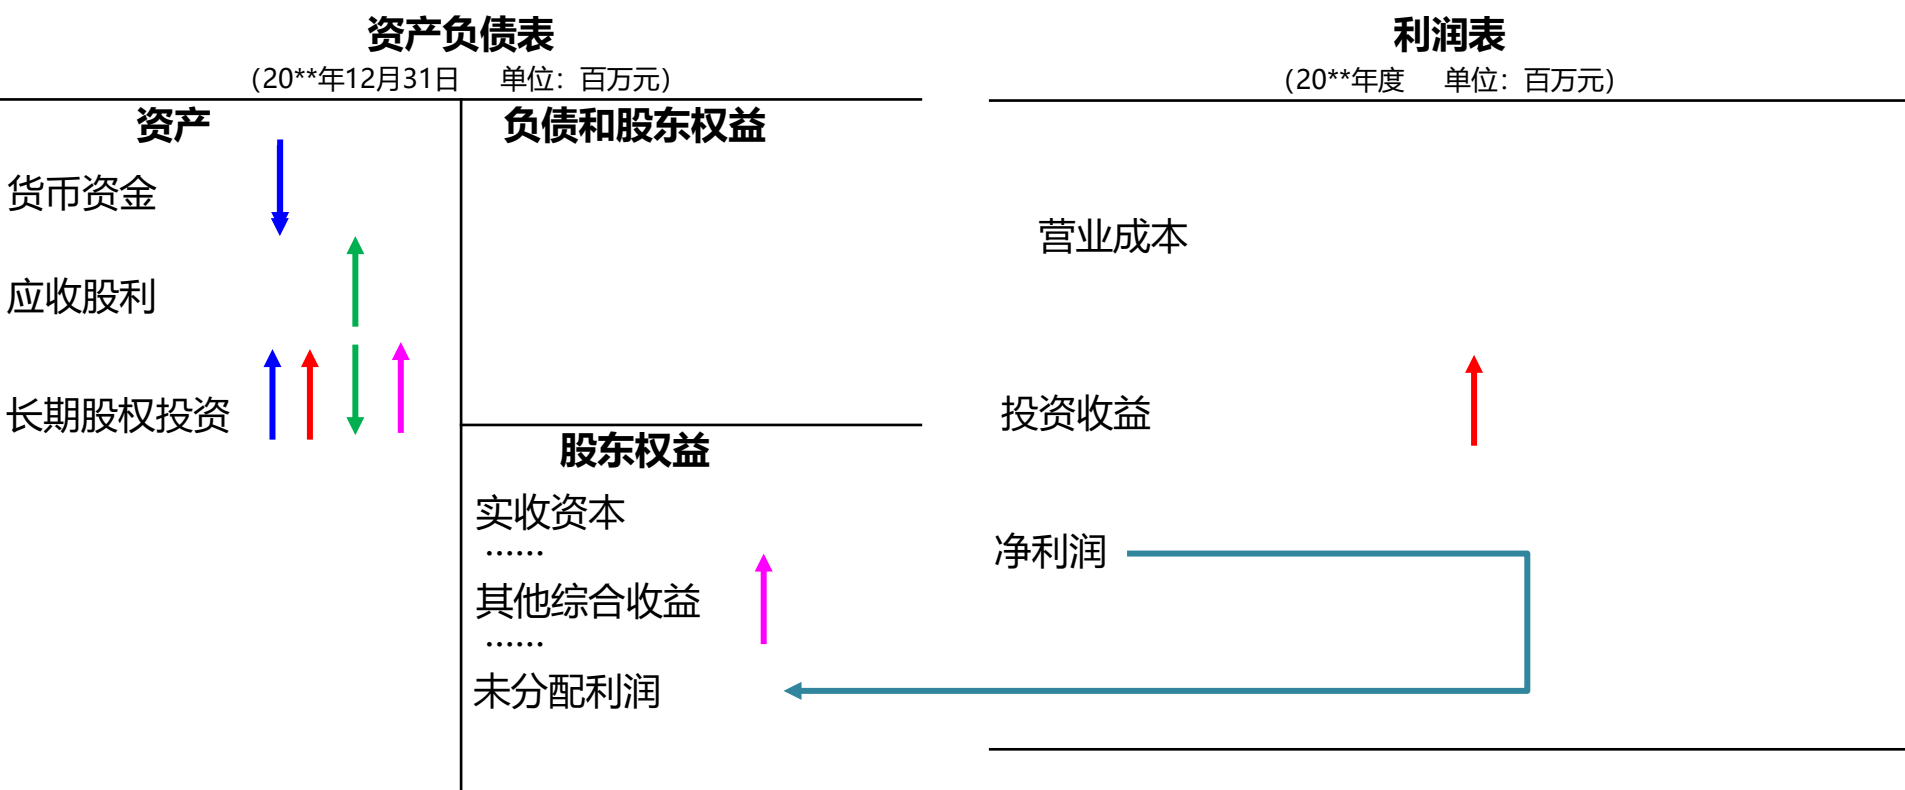 资产负债表
(20**年12月31日 单位：百万元)
资产
货币资金
应收股利
长期股权投资
负债和股东权益
股东权益
实收资本
……
其他综合收益
……
未分配利润
利润表
(20**年度 单位：百万元)
营业成本
投资收益
净利润